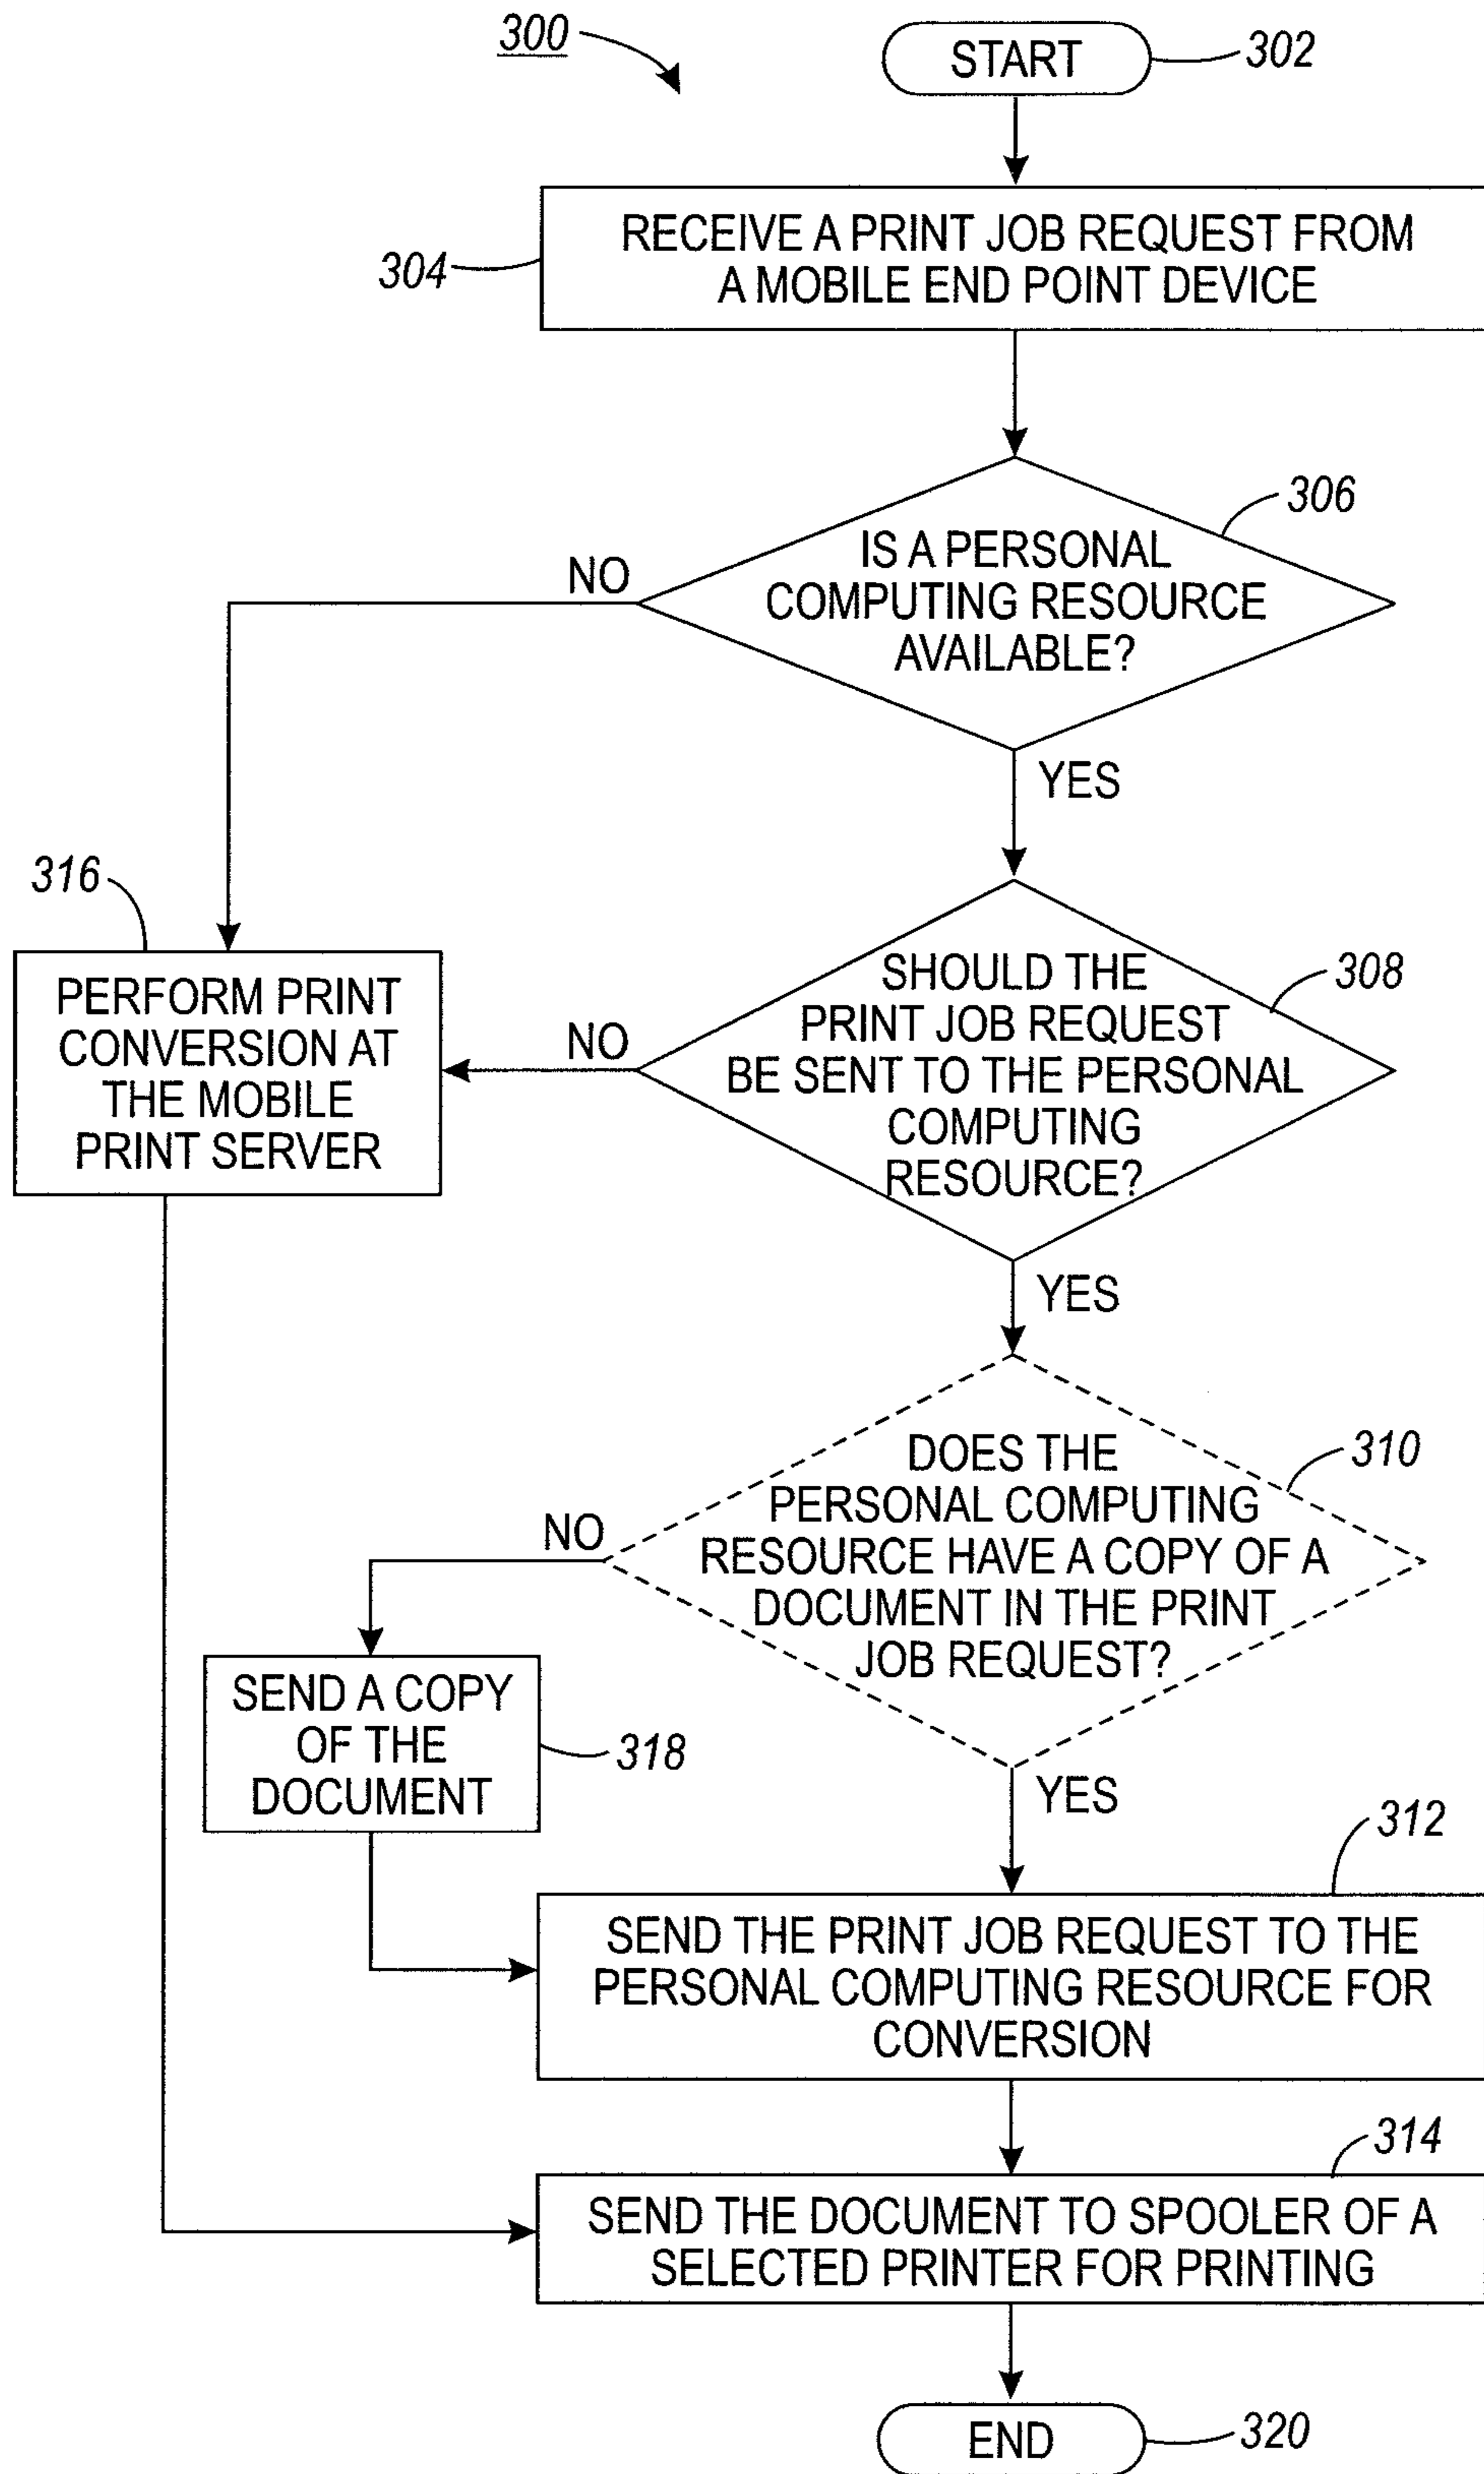 300
START
302
RECEIVE A PRINT JOB REQUEST FROM
A MOBILE END POINT DEVICE
304
306
IS A PERSONAL
COMPUTING RESOURCE
AVAILABLE?
NO
YES
316
PERFORM PRINT
CONVERSION AT
THE MOBILE
PRINT SERVER
NO
SHOULD THE
PRINT JOB REQUEST
BE SENT TO THE PERSONAL
COMPUTING
RESOURCE?
308
YES
DOES THE
PERSONAL COMPUTING
RESOURCE HAVE A COPY OF A
DOCUMENT IN THE PRINT
JOB REQUEST?
310
NO
SEND A COPY
OF THE
DOCUMENT
318
YES
312
SEND THE PRINT JOB REQUEST TO THE
PERSONAL COMPUTING RESOURCE FOR
CONVERSION
314
SEND THE DOCUMENT TO SPOOLER OF A
SELECTED PRINTER FOR PRINTING
END
320